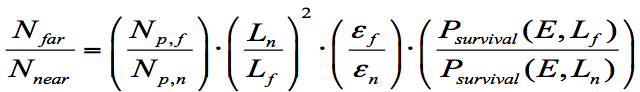 N_far / N_near = (N_p,f / N_p,n) · (L_n / L_f)^2 · (ε_f / ε_n) · (P_survival(E, L_f) / P_survival(E, L_n))